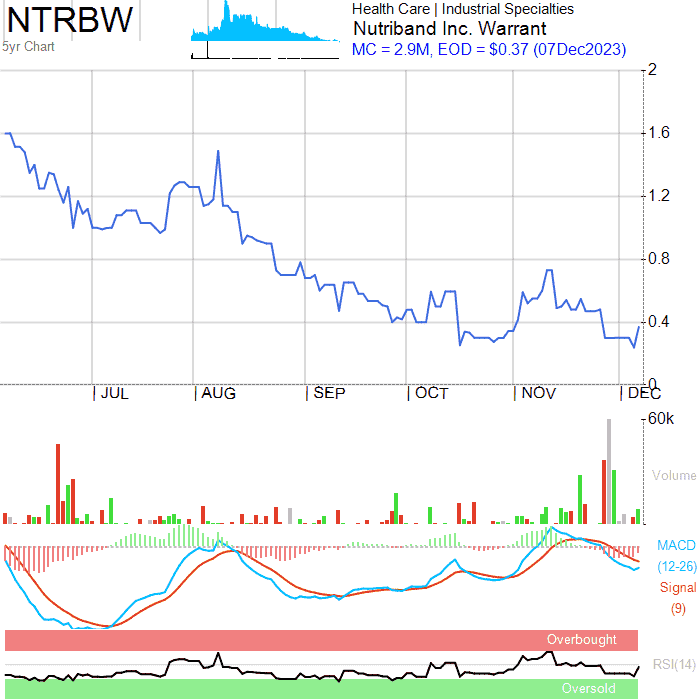 NTRBW
5yr Chart
Health Care | Industrial Specialties
Nutriband Inc. Warrant
MC = 2.9M, EOD = $0.37 (07Dec2023)
2
1.6
1.2
0.8
0.4
0
JUL AUG SEP OCT NOV DEC
60k
Volume
MACD
(12-26)
Signal
(9)
Overbought
RSI(14)
Oversold